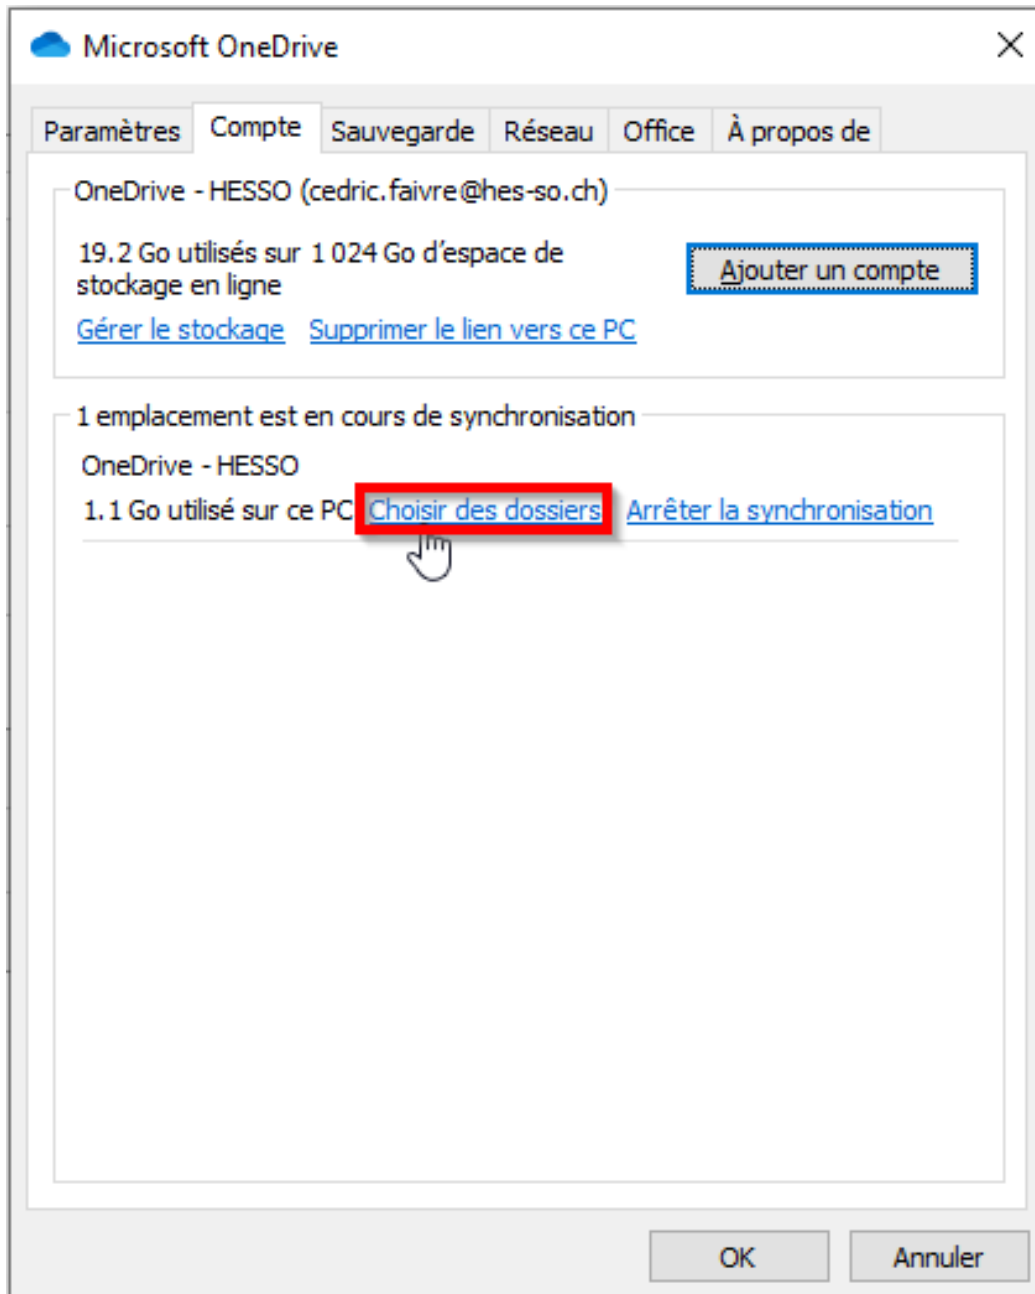 Microsoft OneDrive
Paramètres Compte Sauvegarde Réseau Office À propos de
OneDrive - HESSO (cedric.faivre@hes-so.ch)
19.2 Go utilisés sur 1 024 Go d'espace de
stockage en ligne
Ajouter un compte
Gérer le stockage Supprimer le lien vers ce PC
1 emplacement est en cours de synchronisation
OneDrive - HESSO
1.1 Go utilisé sur ce PC Choisir des dossiers Arrêter la synchronisation
OK Annuler